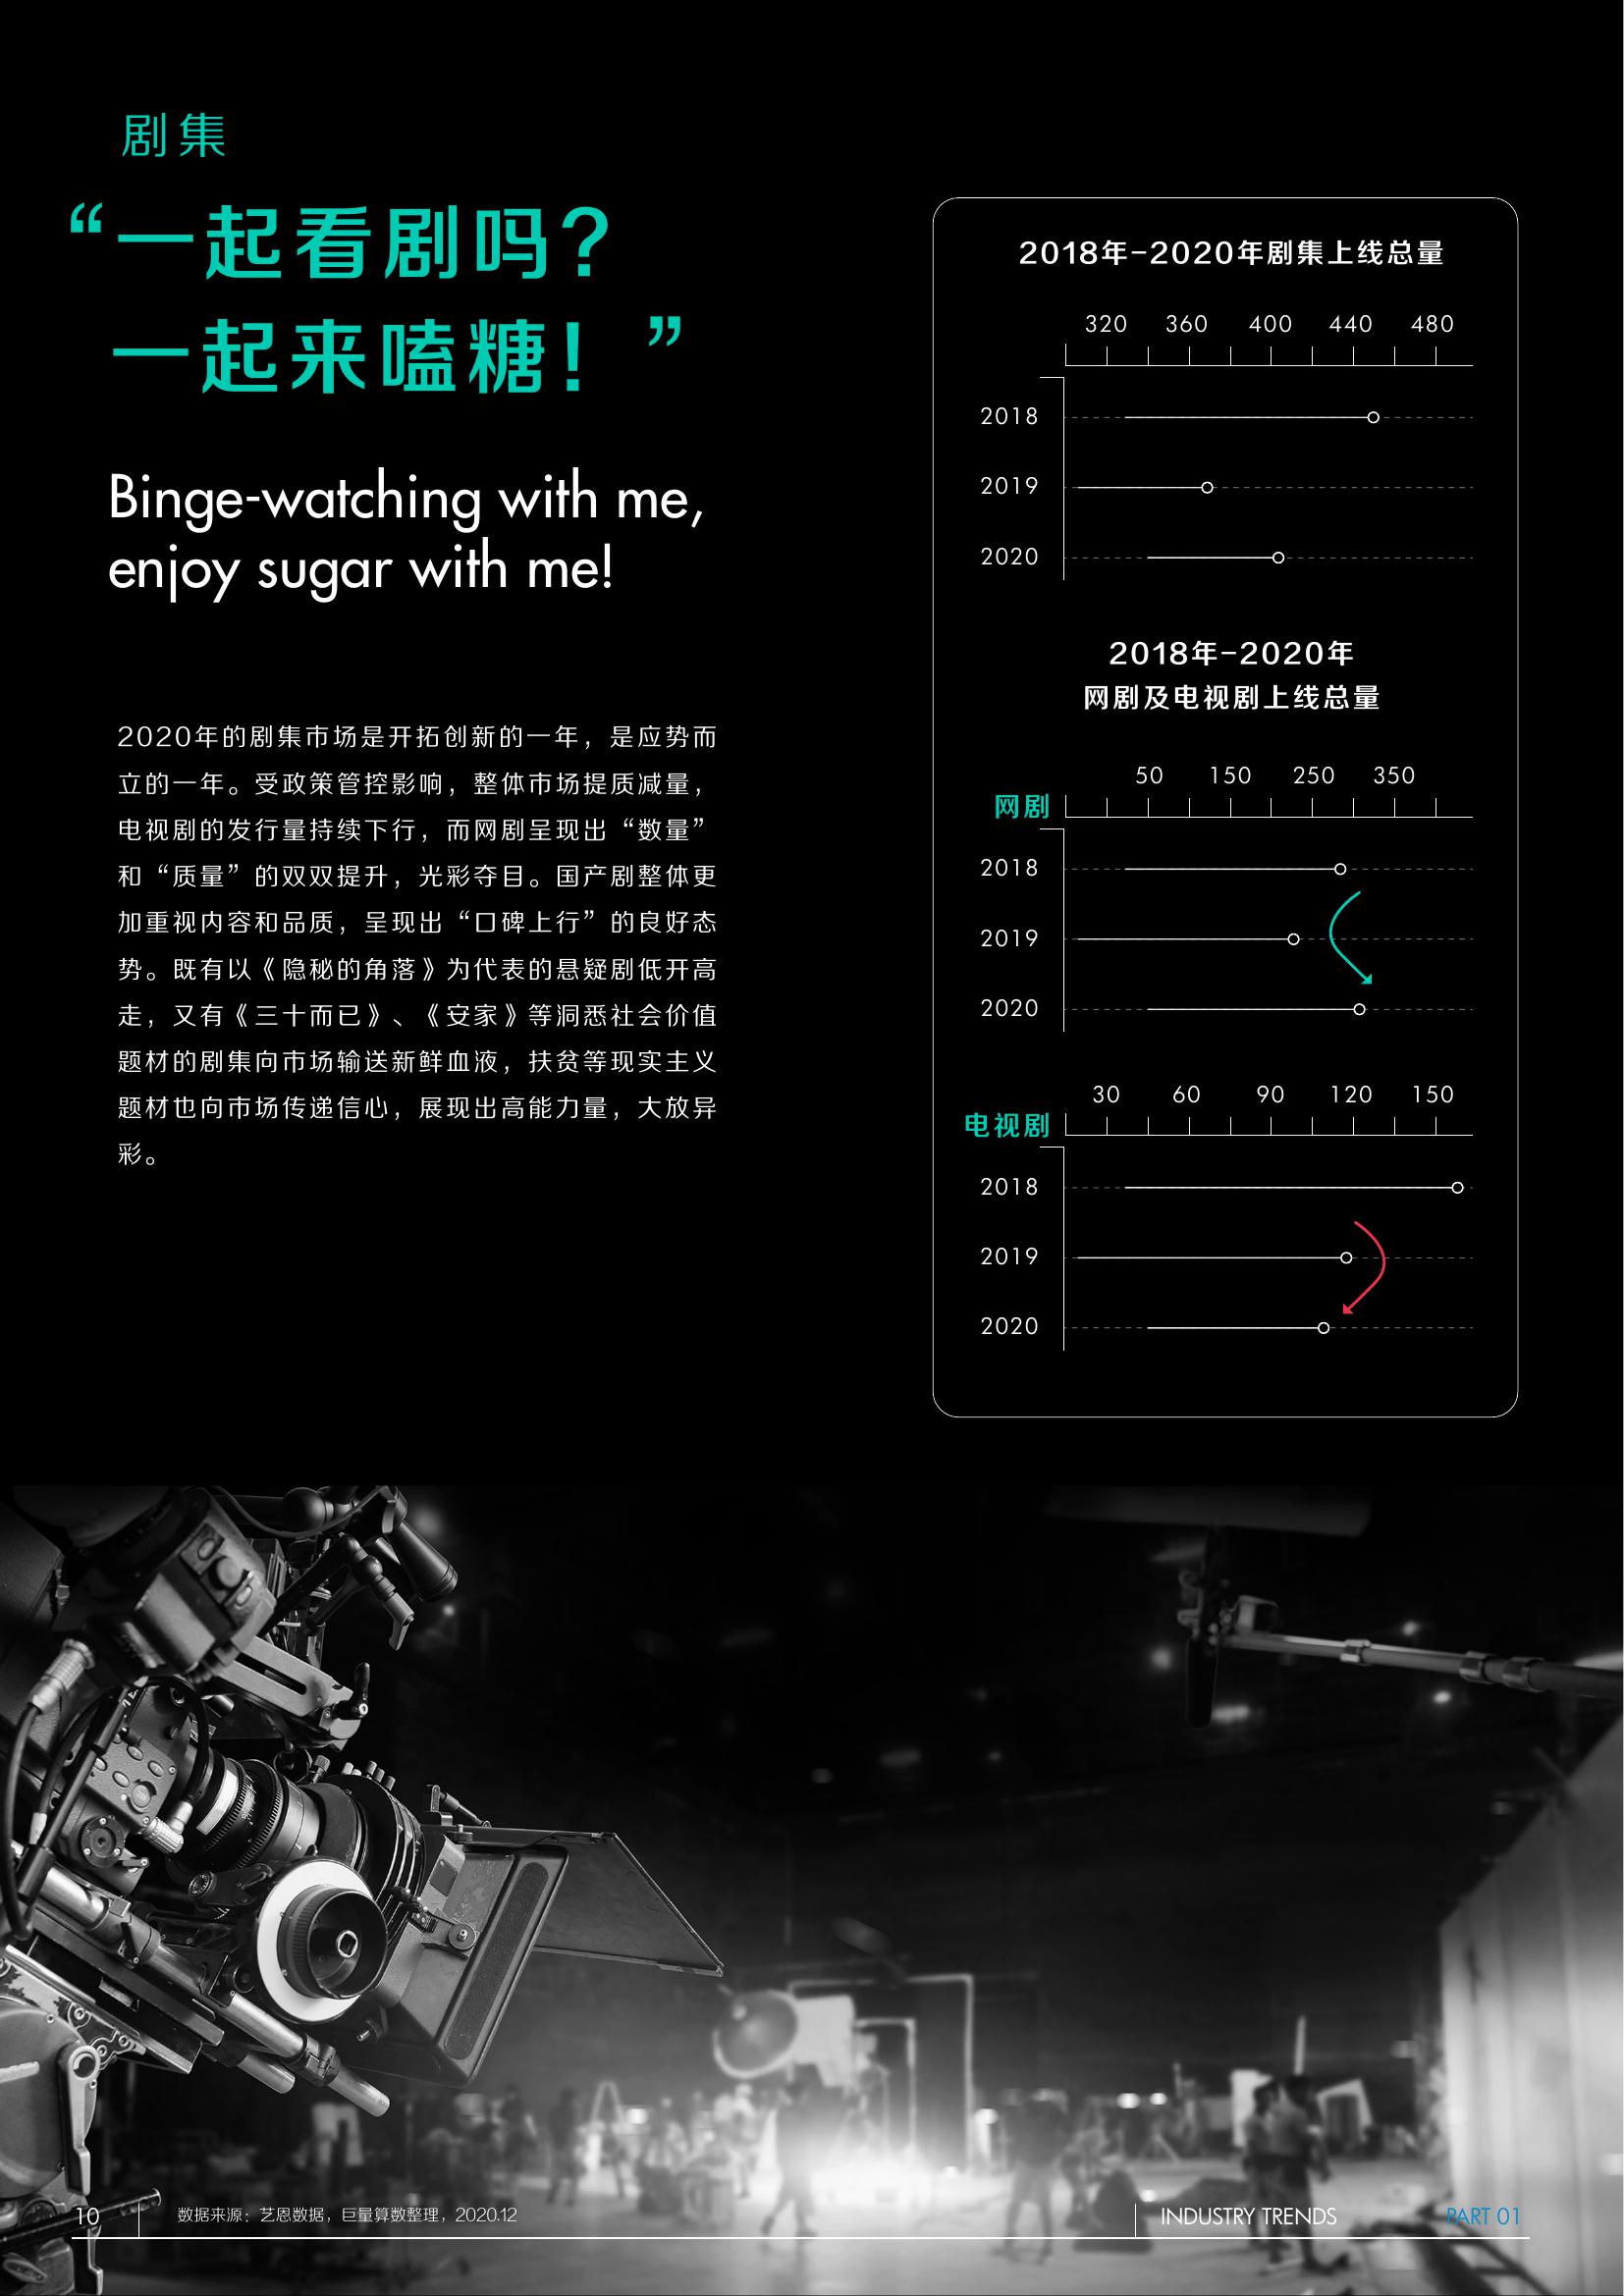 剧集
“一起看剧吗？
一起来嗑糖！”
Binge-watching with me,
enjoy sugar with me!
2020年的剧集市场是开拓创新的一年，是应势而
立的一年。受政策管控影响，整体市场提质减量，
电视剧的发行量持续下行，而网剧呈现出“数量”
和“质量”的双双提升，光彩夺目。国产剧整体更
加重视内容和品质，呈现出“口碑上行”的良好态
势。既有以《隐秘的角落》为代表的悬疑剧低开高
走，又有《三十而已》、《安家》等洞悉社会价值
题材的剧集向市场输送新鲜血液，扶贫等现实主义
题材也向市场传递信心，展现出高能力量，大放异
彩。
2018年-2020年剧集上线总量
320 360 400 440 480
2018
2019
2020
2018年-2020年
网剧及电视剧上线总量
50 150 250 350
网剧
2018
2019
2020
30 60 90 120 150
电视剧
2018
2019
2020
10 数据来源：艺恩数据，巨量算数整理，2020.12 INDUSTRY TRENDS PART 01